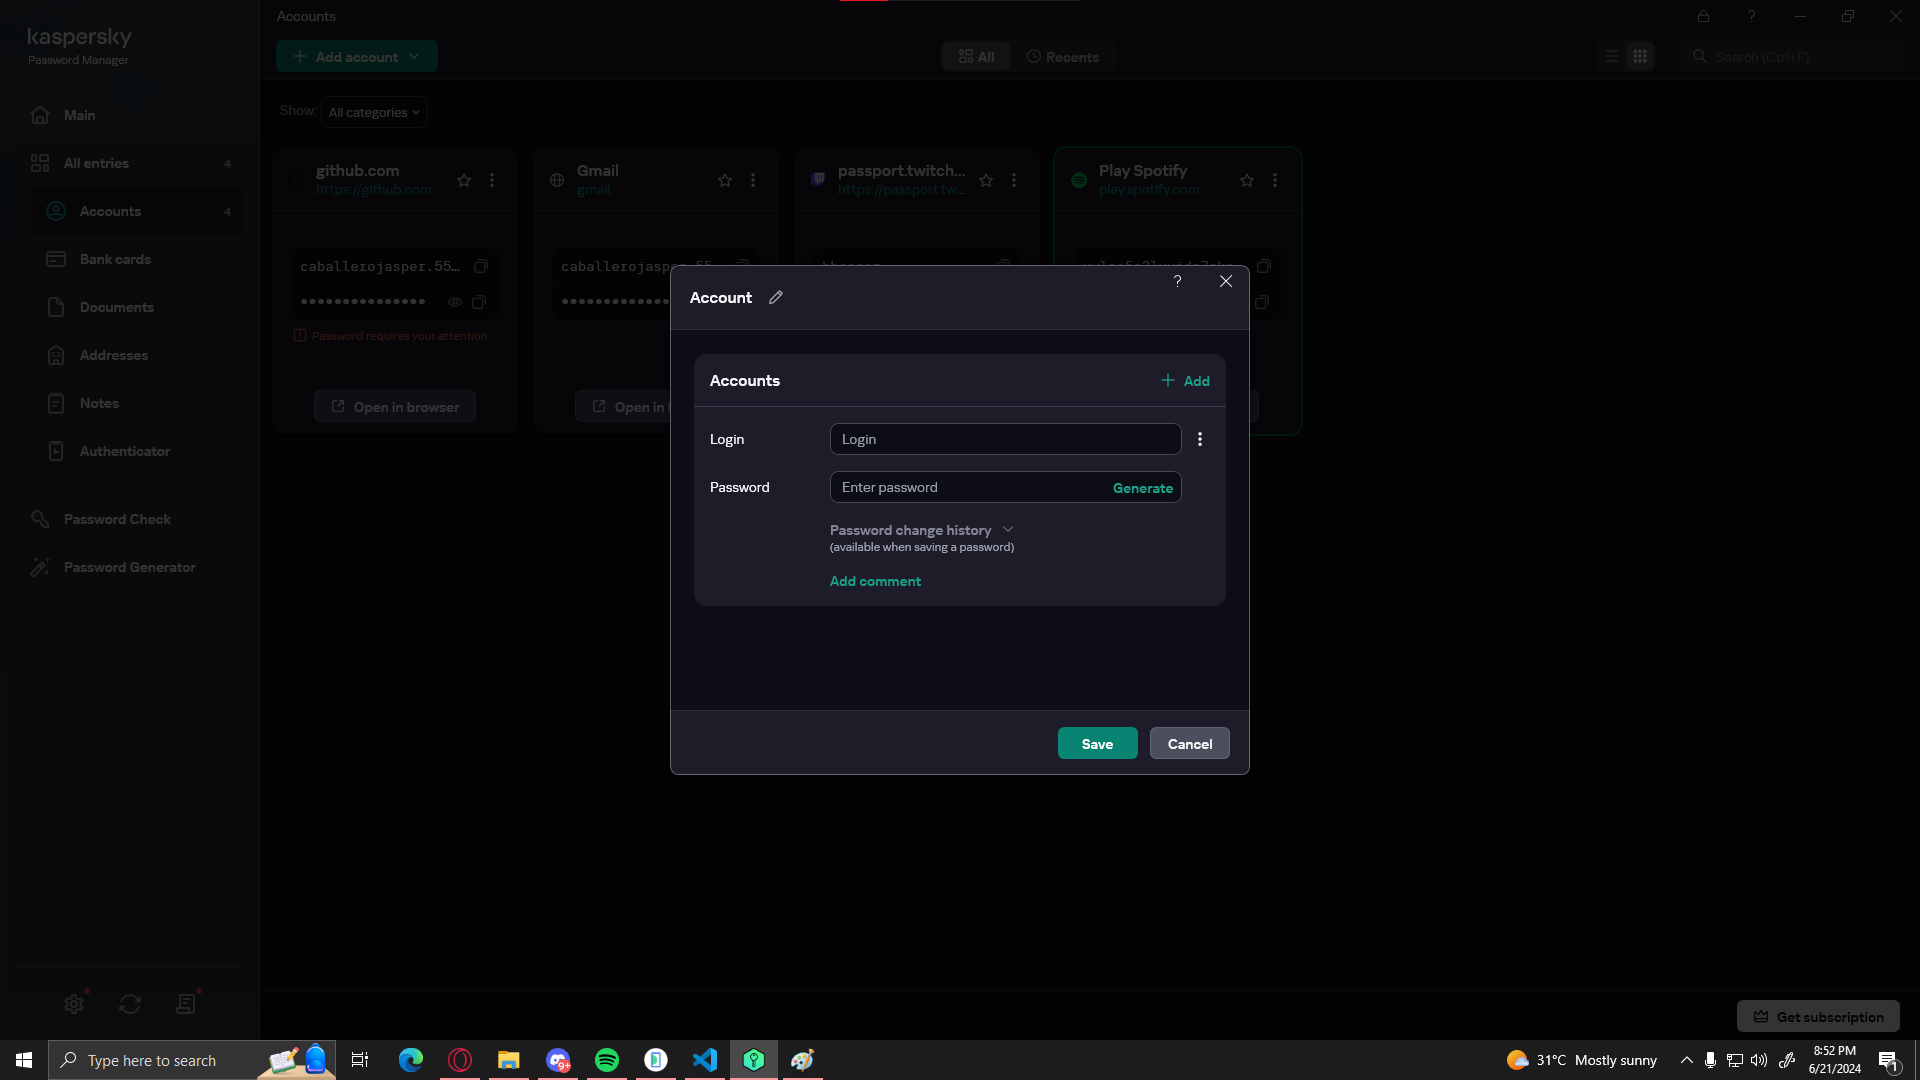 Accounts
kaspersky
Password Manager
Add account
All
Recents
Search (Ctrl+F)
Show:
All categories
Main
All entries
4
Accounts
4
Bank cards
Documents
Addresses
Notes
Authenticator
Password Check
Password Generator
github.com
https://github.com
caballerojasper.55...
Password requires your attention
Open in browser
Gmail
gmail
Open in
passport.twitch...
https://passport.tw...
Play Spotify
play.spotify.com
Account
?
Accounts
Add
Login
Login
Password
Enter password
Generate
Password change history
(available when saving a password)
Add comment
Save
Cancel
Get subscription
Type here to search
9+
31°C Mostly sunny
8:52 PM
6/21/2024
1